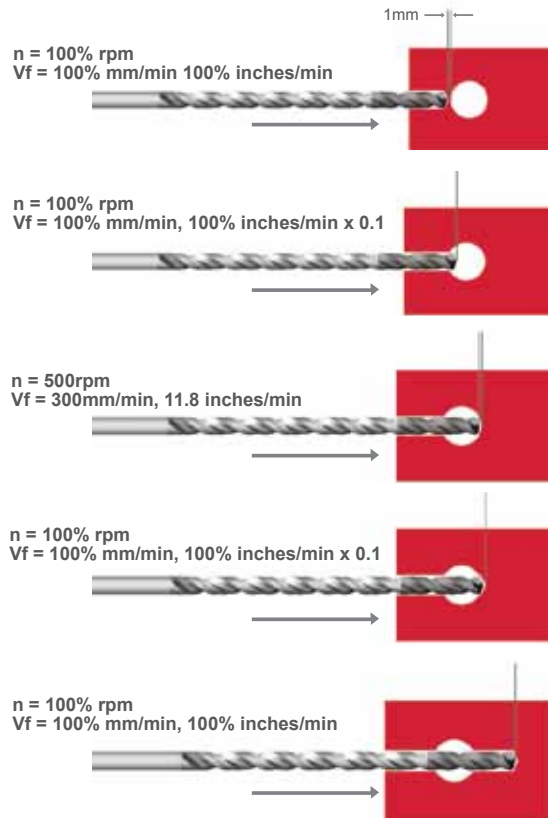 1mm
n = 100% rpm
Vf = 100% mm/min 100% inches/min
n = 100% rpm
Vf = 100% mm/min, 100% inches/min x 0.1
n = 500rpm
Vf = 300mm/min, 11.8 inches/min
n = 100% rpm
Vf = 100% mm/min, 100% inches/min x 0.1
n = 100% rpm
Vf = 100% mm/min, 100% inches/min